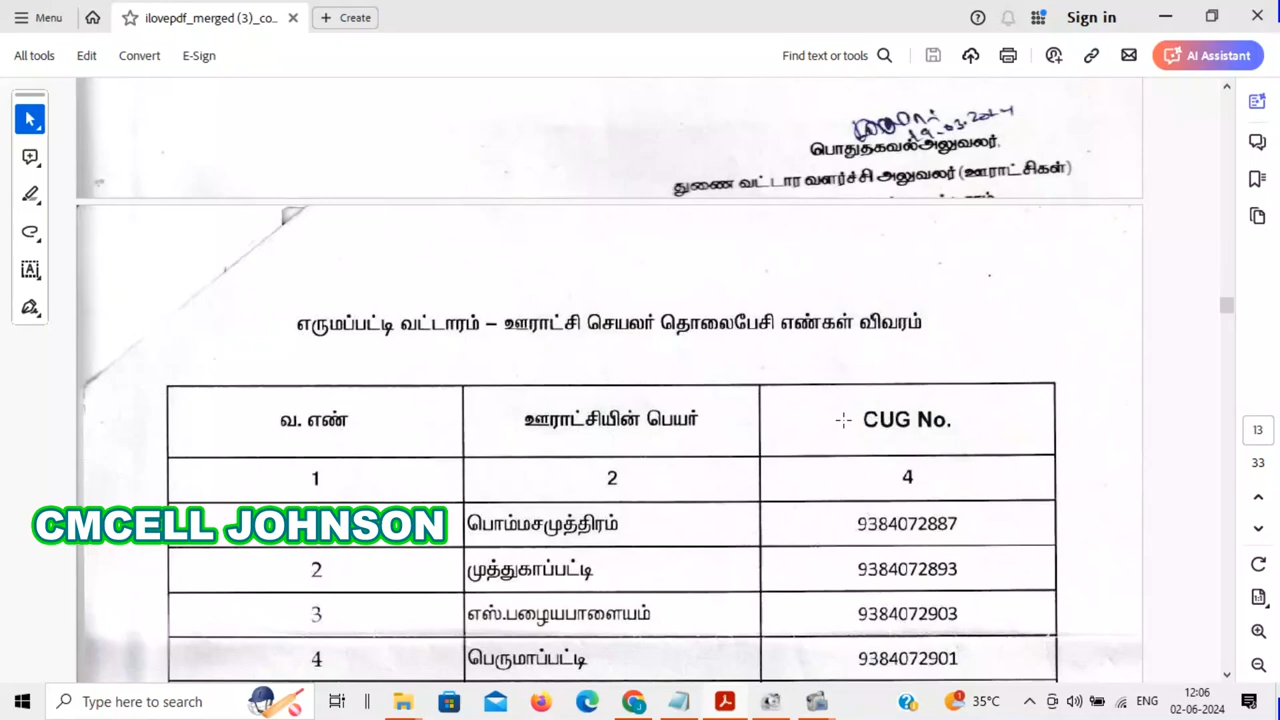 Menu
ilovepdf_merged (3)_co...
Create
Sign in
All tools
Edit
Convert
E-Sign
Find text or tools
AI Assistant
19-03-2024
பொதுதகவல்அலுவலர்,
துணை வட்டார வளர்ச்சி அலுவலர் (ஊராட்சிகள்)
எருமப்பட்டி வட்டாரம் – ஊராட்சி செயலர் தொலைபேசி எண்கள் விவரம்
வ. எண் ஊராட்சியின் பெயர் CUG No.
1 2 4
CMCELL JOHNSON
பொம்மசமுத்திரம் 9384072887
2 முத்துகாப்பட்டி 9384072893
3 எஸ்.பழையபாளையம் 9384072903
4 பெருமாப்பட்டி 9384072901
13
33
Type here to search
35°C
ENG
12:06
02-06-2024